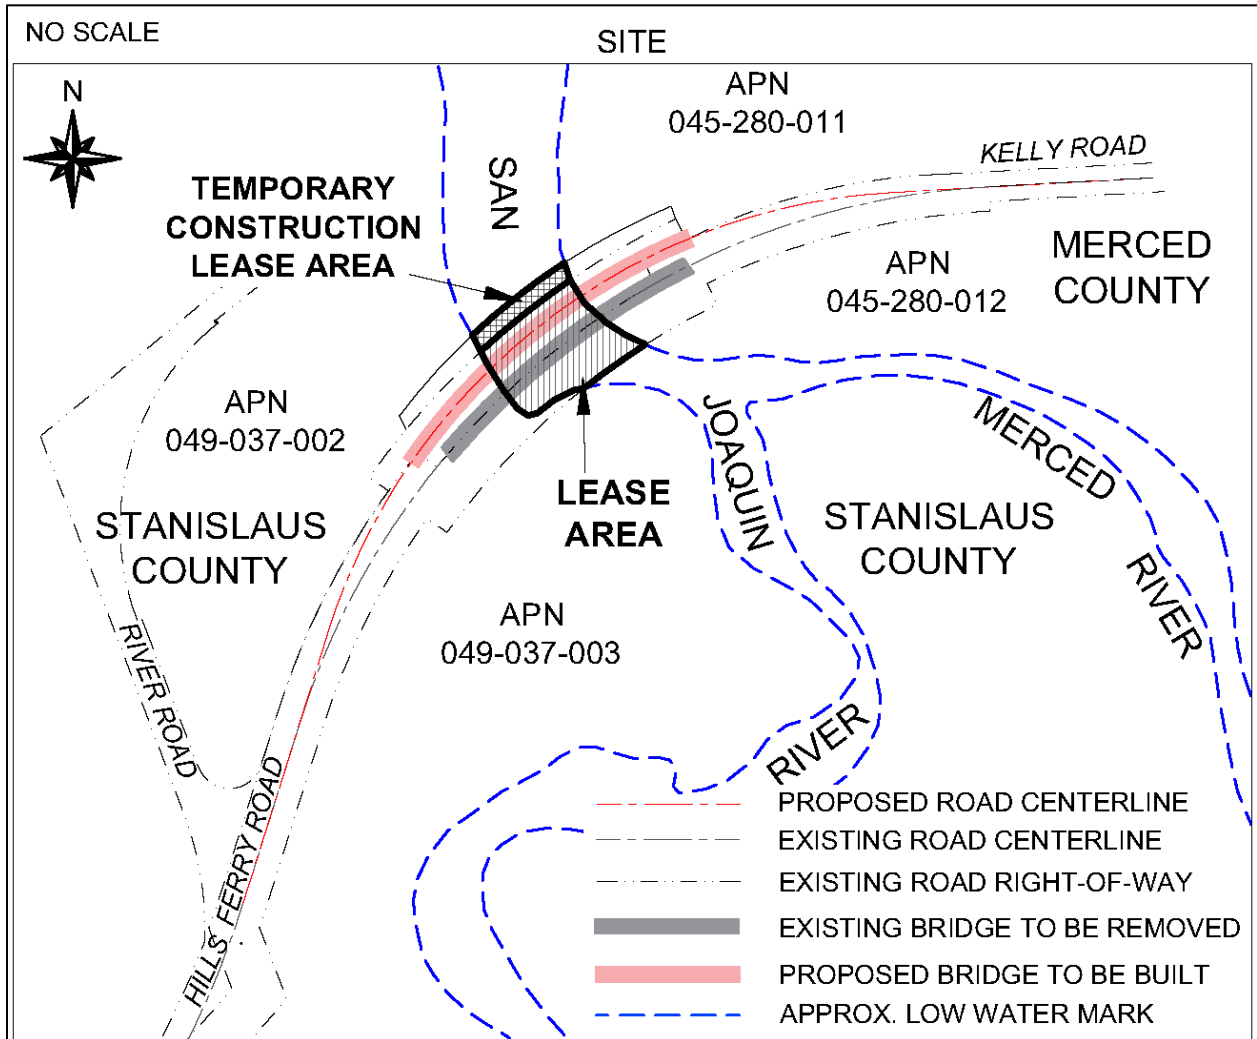 NO SCALE
SITE
N
APN
045-280-011
KELLY ROAD
SAN
TEMPORARY
CONSTRUCTION
LEASE AREA
MERCED
COUNTY
APN
045-280-012
APN
049-037-002
JOAQUIN
MERCED
LEASE
AREA
STANISLAUS
COUNTY
STANISLAUS
COUNTY
RIVER
APN
049-037-003
RIVER ROAD
RIVER
HILLS FERRY ROAD
PROPOSED ROAD CENTERLINE
EXISTING ROAD CENTERLINE
EXISTING ROAD RIGHT-OF-WAY
EXISTING BRIDGE TO BE REMOVED
PROPOSED BRIDGE TO BE BUILT
APPROX. LOW WATER MARK